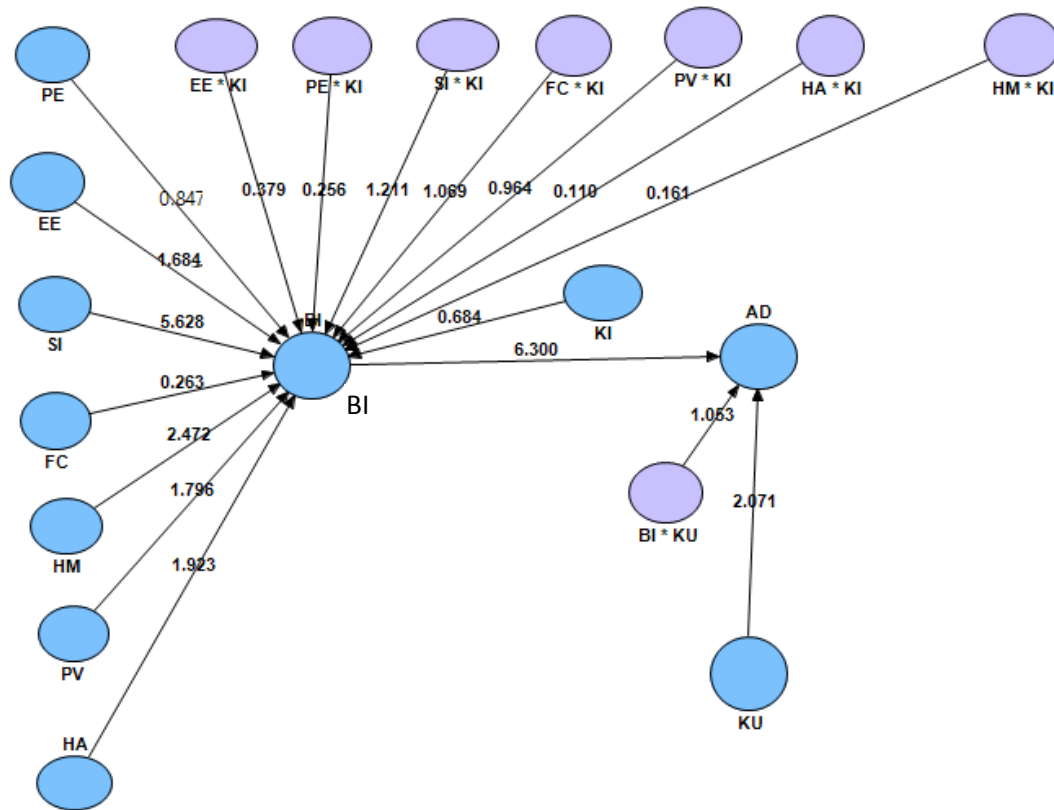 PE
EE * KI
PE * KI
SI * KI
FC * KI
PV * KI
HA * KI
HM * KI
0.847
0.379
0.256
1.211
1.069
0.964
0.110
0.161
EE
1.684
SI
5.628
KI
0.684
AD
6.300
BI
FC
0.263
2.472
1.053
HM
1.796
BI * KU
2.071
1.923
PV
KU
HA